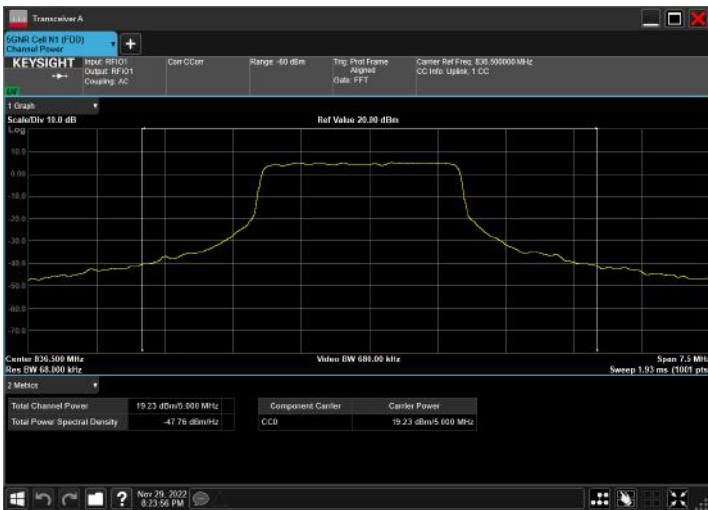 Transceiver A
5GNR Cell N1 (FDD)
Channel Power
KEYSIGHT
Input: RFIO1
Output: RFIO1
Coupling: AC
Corr CCorr
Range: -60 dBm
Trig: Prot Frame
Aligned
Gate: FFT
Carrier Ref Freq: 836.500000 MHz
CC Info: Uplink, 1 CC
1 Graph
Scale/Div 10.0 dB
Ref Value 20.00 dBm
Log
10.0
0.00
-10.0
-20.0
-30.0
-40.0
-50.0
-60.0
-70.0
Center 836.500 MHz
Video BW 680.00 kHz
Span 7.5 MHz
Res BW 68.000 kHz
Sweep 1.93 ms (1001 pts
2 Metrics
Total Channel Power 19.23 dBm/5.000 MHz
Total Power Spectral Density -47.76 dBm/Hz
Component Carrier Carrier Power
CC0 19.23 dBm/5.000 MHz
?
Nov 29, 2022
8:23:56 PM